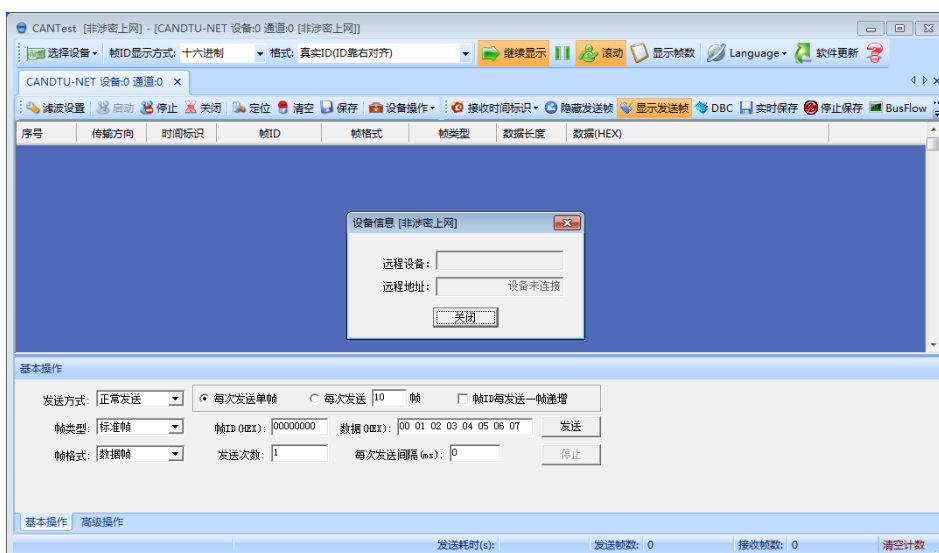 CANTest [非涉密上网] - [CANDTU-NET 设备:0 通道:0 [非涉密上网]]
选择设备 帧ID显示方式: 十六进制 格式: 真实ID(ID靠右对齐) 继续显示 滚动 显示帧数 Language 软件更新
CANDTU-NET 设备:0 通道:0 ×
滤波设置 启动 停止 关闭 定位 清空 保存 设备操作 接收时间标识 隐藏发送帧 显示发送帧 DBC 实时保存 停止保存 BusFlow
序号 传输方向 时间标识 帧ID 帧格式 帧类型 数据长度 数据(HEX)
设备信息 [非涉密上网]
远程设备:
远程地址: 设备未连接
关闭
基本操作
发送方式: 正常发送 每次发送单帧 每次发送 10 帧 帧ID每发送一帧递增
帧类型: 标准帧 帧ID(HEX): 00000000 数据(HEX): 00 01 02 03 04 05 06 07 发送
帧格式: 数据帧 发送次数: 1 每次发送间隔(ms): 0 停止
基本操作 高级操作
发送耗时(s): 发送帧数: 0 接收帧数: 0 清空计数